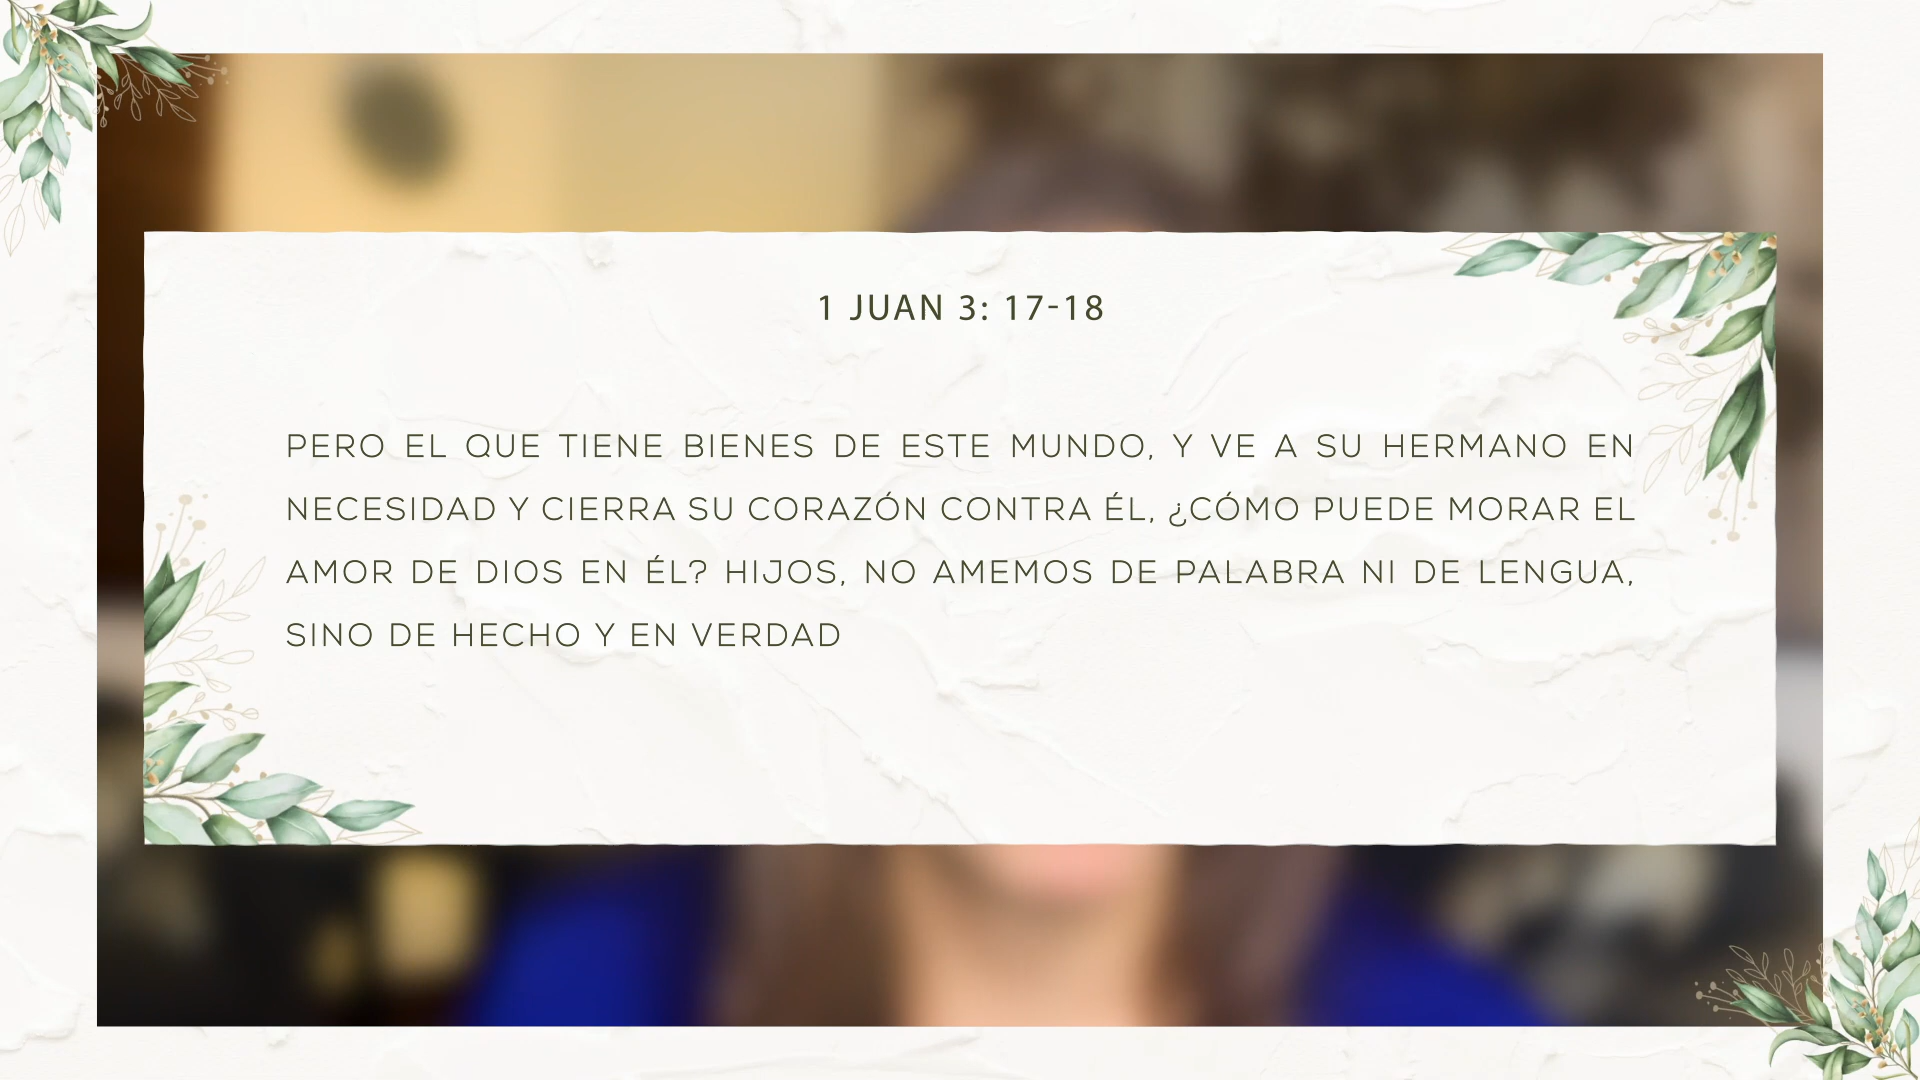 1 JUAN 3: 17-18
PERO EL QUE TIENE BIENES DE ESTE MUNDO, Y VE A SU HERMANO EN
NECESIDAD Y CIERRA SU CORAZÓN CONTRA ÉL, ¿CÓMO PUEDE MORAR EL
AMOR DE DIOS EN ÉL? HIJOS, NO AMEMOS DE PALABRA NI DE LENGUA,
SINO DE HECHO Y EN VERDAD